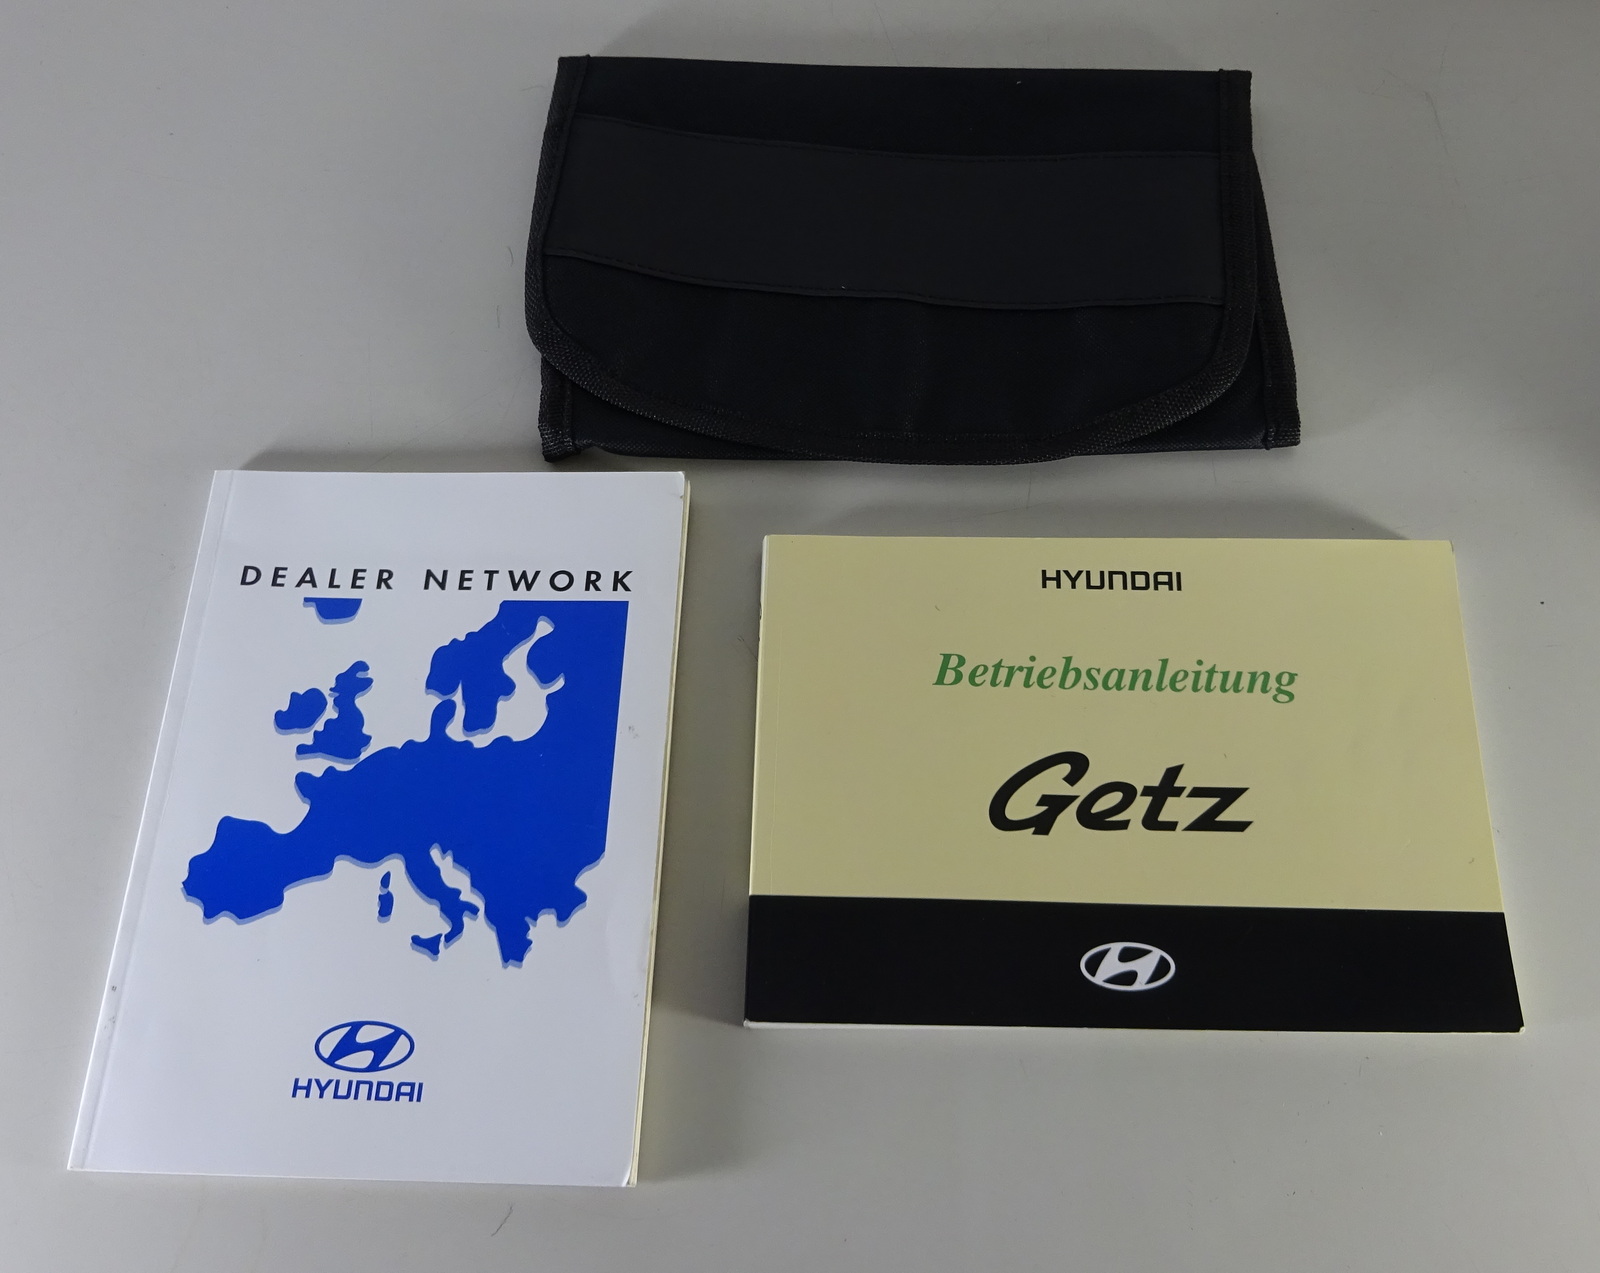 DEALER NETWORK
HYUNDAI
HYUNDAI
Betriebsanleitung
Getz